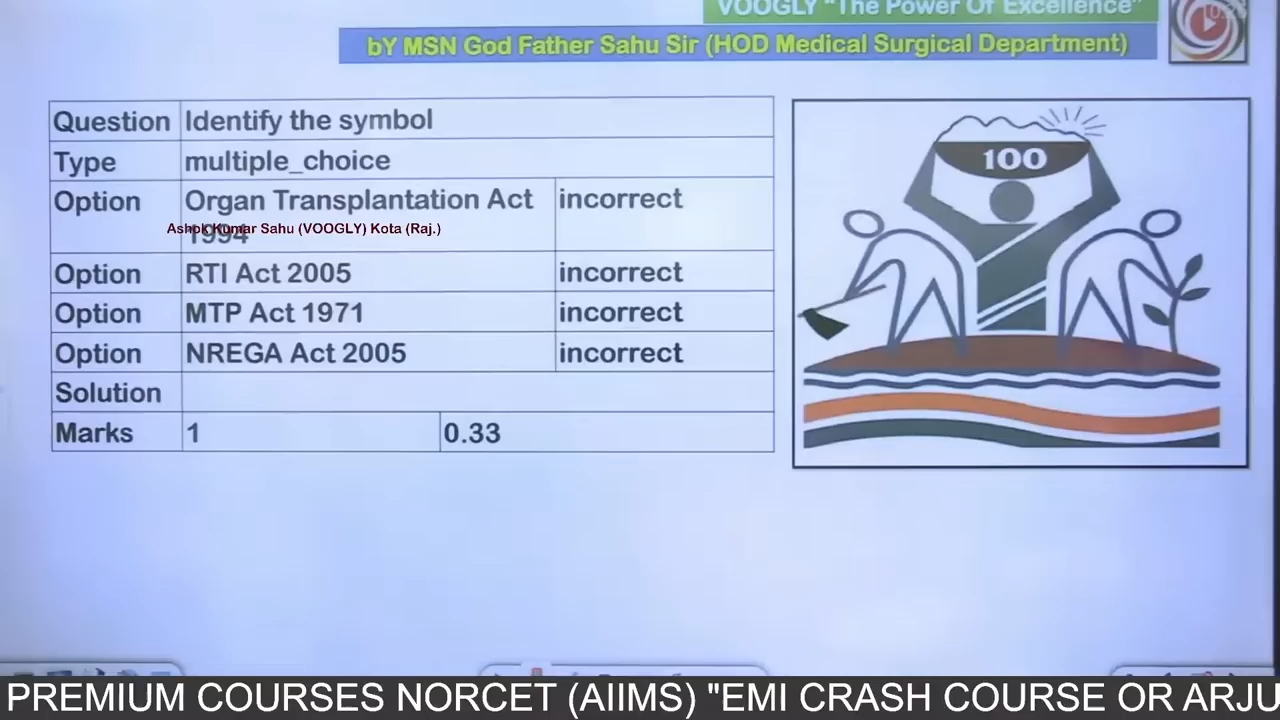 VOOGLY "The Power Of Excellence"
bY MSN God Father Sahu Sir (HOD Medical Surgical Department)
Question Identify the symbol
Type multiple_choice
Option Organ Transplantation Act incorrect
1994
Ashok Kumar Sahu (VOOGLY) Kota (Raj.)
Option RTI Act 2005 incorrect
Option MTP Act 1971 incorrect
Option NREGA Act 2005 incorrect
Solution
Marks 1 0.33
100
PREMIUM COURSES NORCET (AIIMS) "EMI CRASH COURSE OR ARJU